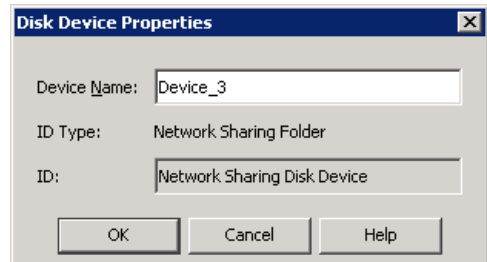 Disk Device Properties
Device Name: Device_3
ID Type: Network Sharing Folder
ID: Network Sharing Disk Device
OK Cancel Help